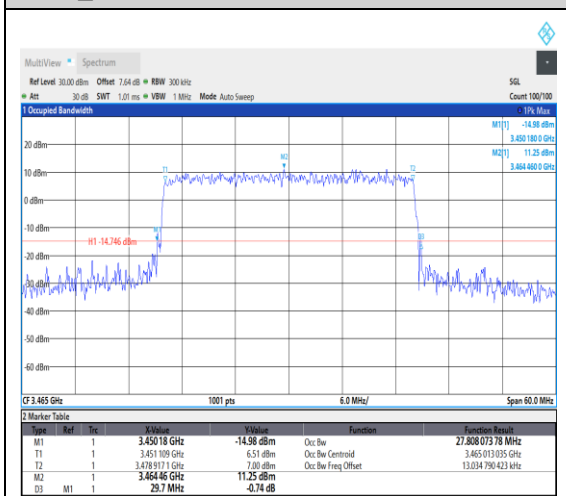 MultiView Spectrum
Ref Level 30.00 dBm Offset 7.64 dB RBW 300 kHz SGL
Att 30 dB SWT 1.01 ms VBW 1 MHz Mode Auto Sweep Count 100/100
1 Occupied Bandwidth 1Pk Max
M1[1] -14.98 dBm
3.450 180 0 GHz
M2[1] 11.25 dBm
3.464 460 0 GHz
20 dBm
M2
T1 T2
10 dBm
0 dBm
-10 dBm
M1 D3
H1 -14.746 dBm
-20 dBm
-30 dBm
-40 dBm
-50 dBm
-60 dBm
CF 3.465 GHz 1001 pts 6.0 MHz/ Span 60.0 MHz
2 Marker Table
Type Ref Trc X-Value Y-Value Function Function Result
M1 1 3.45018 GHz -14.98 dBm Occ Bw 27.808 073 78 MHz
T1 1 3.451 109 GHz 6.51 dBm Occ Bw Centroid 3.465 013 035 GHz
T2 1 3.478 917 1 GHz 7.00 dBm Occ Bw Freq Offset 13.034 790 423 kHz
M2 1 3.464 46 GHz 11.25 dBm
D3 M1 1 29.7 MHz -0.74 dB